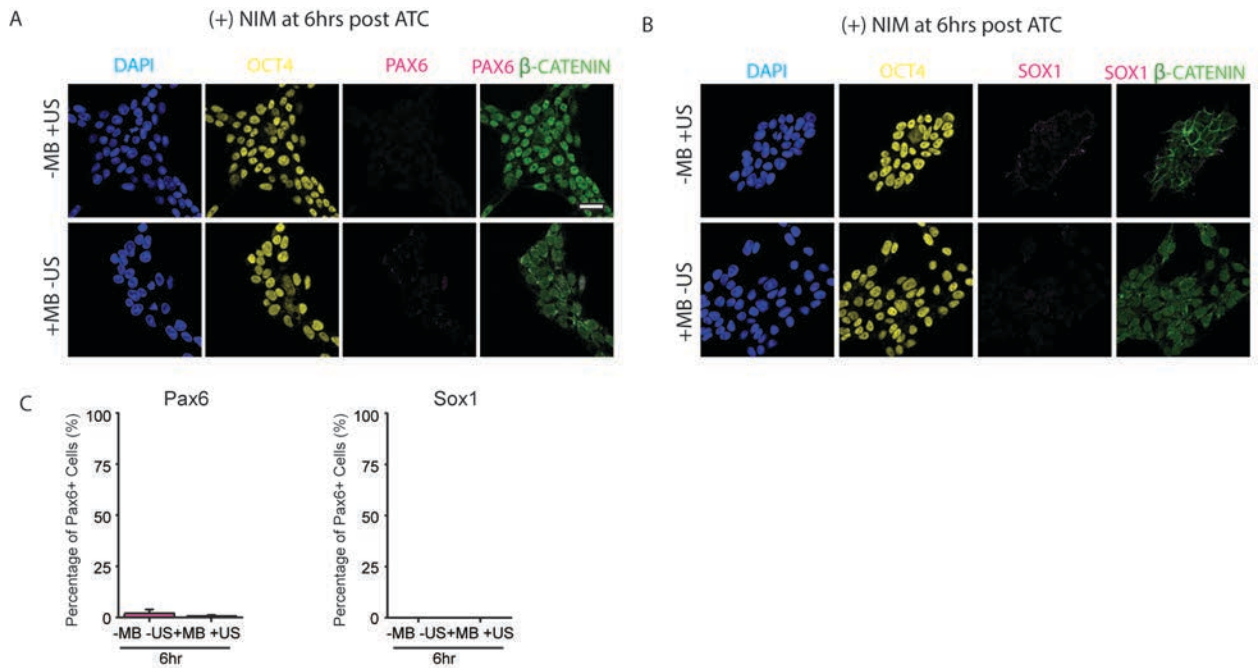 A
(+) NIM at 6hrs post ATC
DAPI OCT4 PAX6 PAX6 β-CATENIN
-MB +US
+MB -US
B
(+) NIM at 6hrs post ATC
DAPI OCT4 SOX1 SOX1 β-CATENIN
-MB +US
+MB -US
C
Pax6
Percentage of Pax6+ Cells (%)
100
75
50
25
0
-MB -US+MB +US
6hr
Sox1
Percentage of Pax6+ Cells (%)
100
75
50
25
0
-MB -US+MB +US
6hr